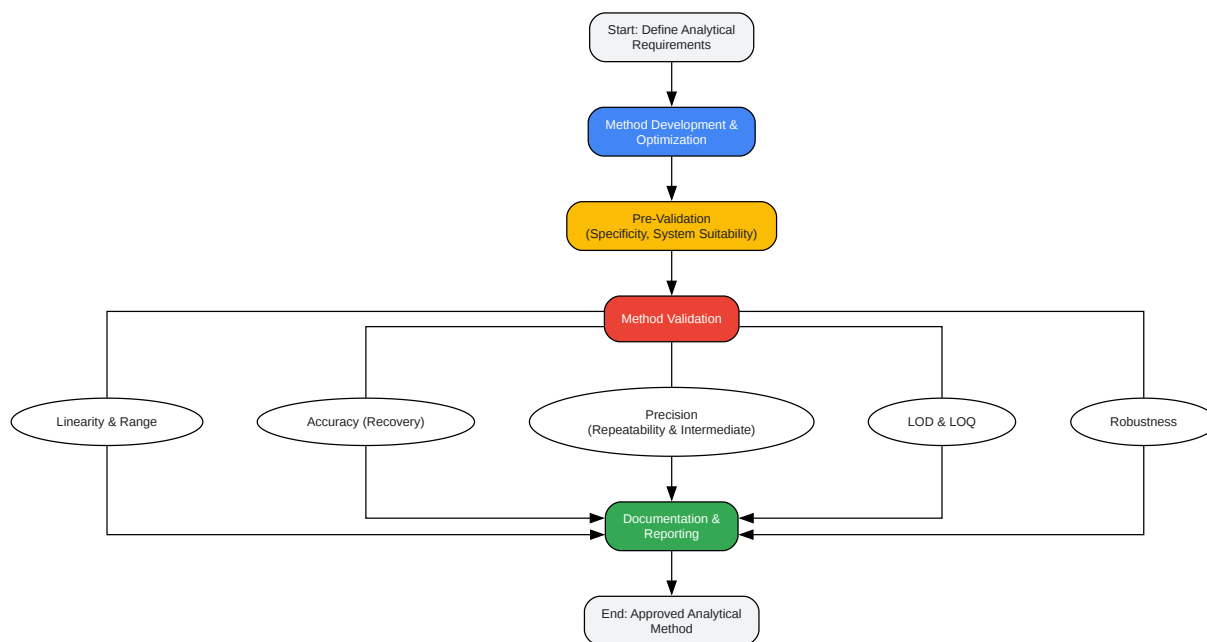 Start: Define Analytical
Requirements
Method Development &
Optimization
Pre-Validation
(Specificity, System Suitability)
Method Validation
Linearity & Range
Accuracy (Recovery)
Precision
(Repeatability & Intermediate)
LOD & LOQ
Robustness
Documentation &
Reporting
End: Approved Analytical
Method